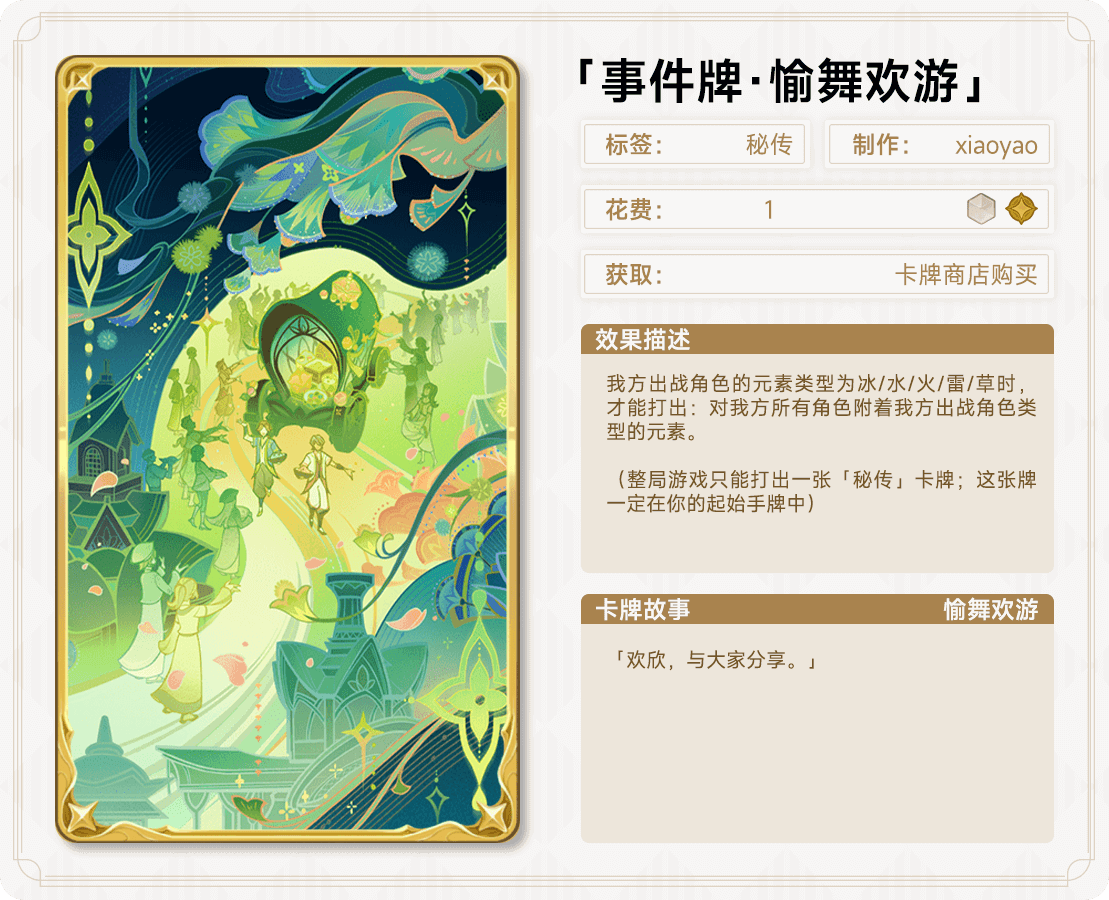 「事件牌·愉舞欢游」
标签： 秘传 制作： xiaoyao
花费： 1
获取： 卡牌商店购买
效果描述
我方出战角色的元素类型为冰/水/火/雷/草时，
才能打出：对我方所有角色附着我方出战角色类
型的元素。
（整局游戏只能打出一张「秘传」卡牌；这张牌
一定在你的起始手牌中）
卡牌故事 愉舞欢游
「欢欣，与大家分享。」